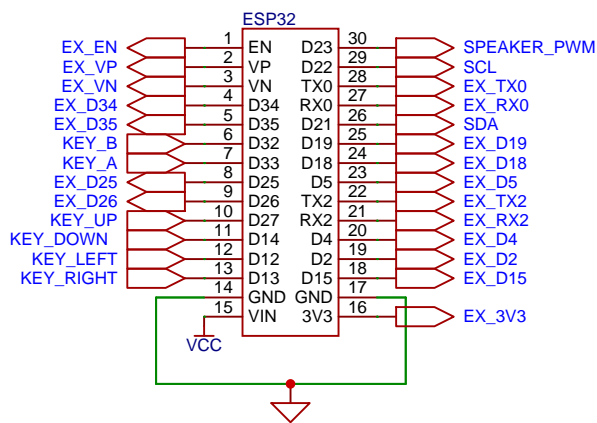 ESP32
EX_EN 1 EN D23 30 SPEAKER_PWM
EX_VP 2 VP D22 29 SCL
EX_VN 3 VN TX0 28 EX_TX0
EX_D34 4 D34 RX0 27 EX_RX0
EX_D35 5 D35 D21 26 SDA
KEY_B 6 D32 D19 25 EX_D19
KEY_A 7 D33 D18 24 EX_D18
EX_D25 8 D25 D5 23 EX_D5
EX_D26 9 D26 TX2 22 EX_TX2
KEY_UP 10 D27 RX2 21 EX_RX2
KEY_DOWN 11 D14 D4 20 EX_D4
KEY_LEFT 12 D12 D2 19 EX_D2
KEY_RIGHT 13 D13 D15 18 EX_D15
14 GND GND 17
15 VIN 3V3 16 EX_3V3
VCC